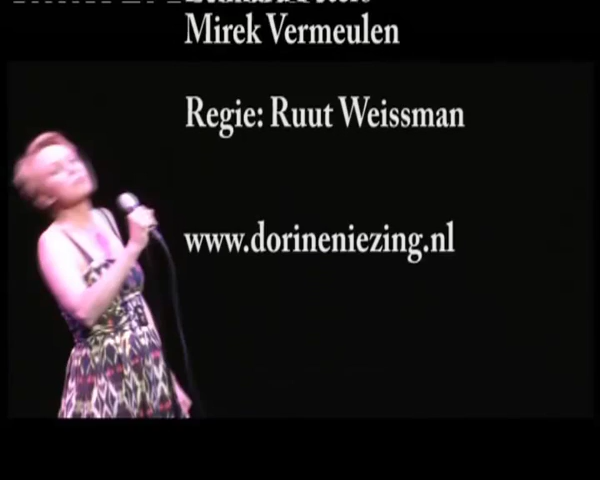 Mirek Vermeulen
Regie: Ruut Weissman
www.dorineniezing.nl